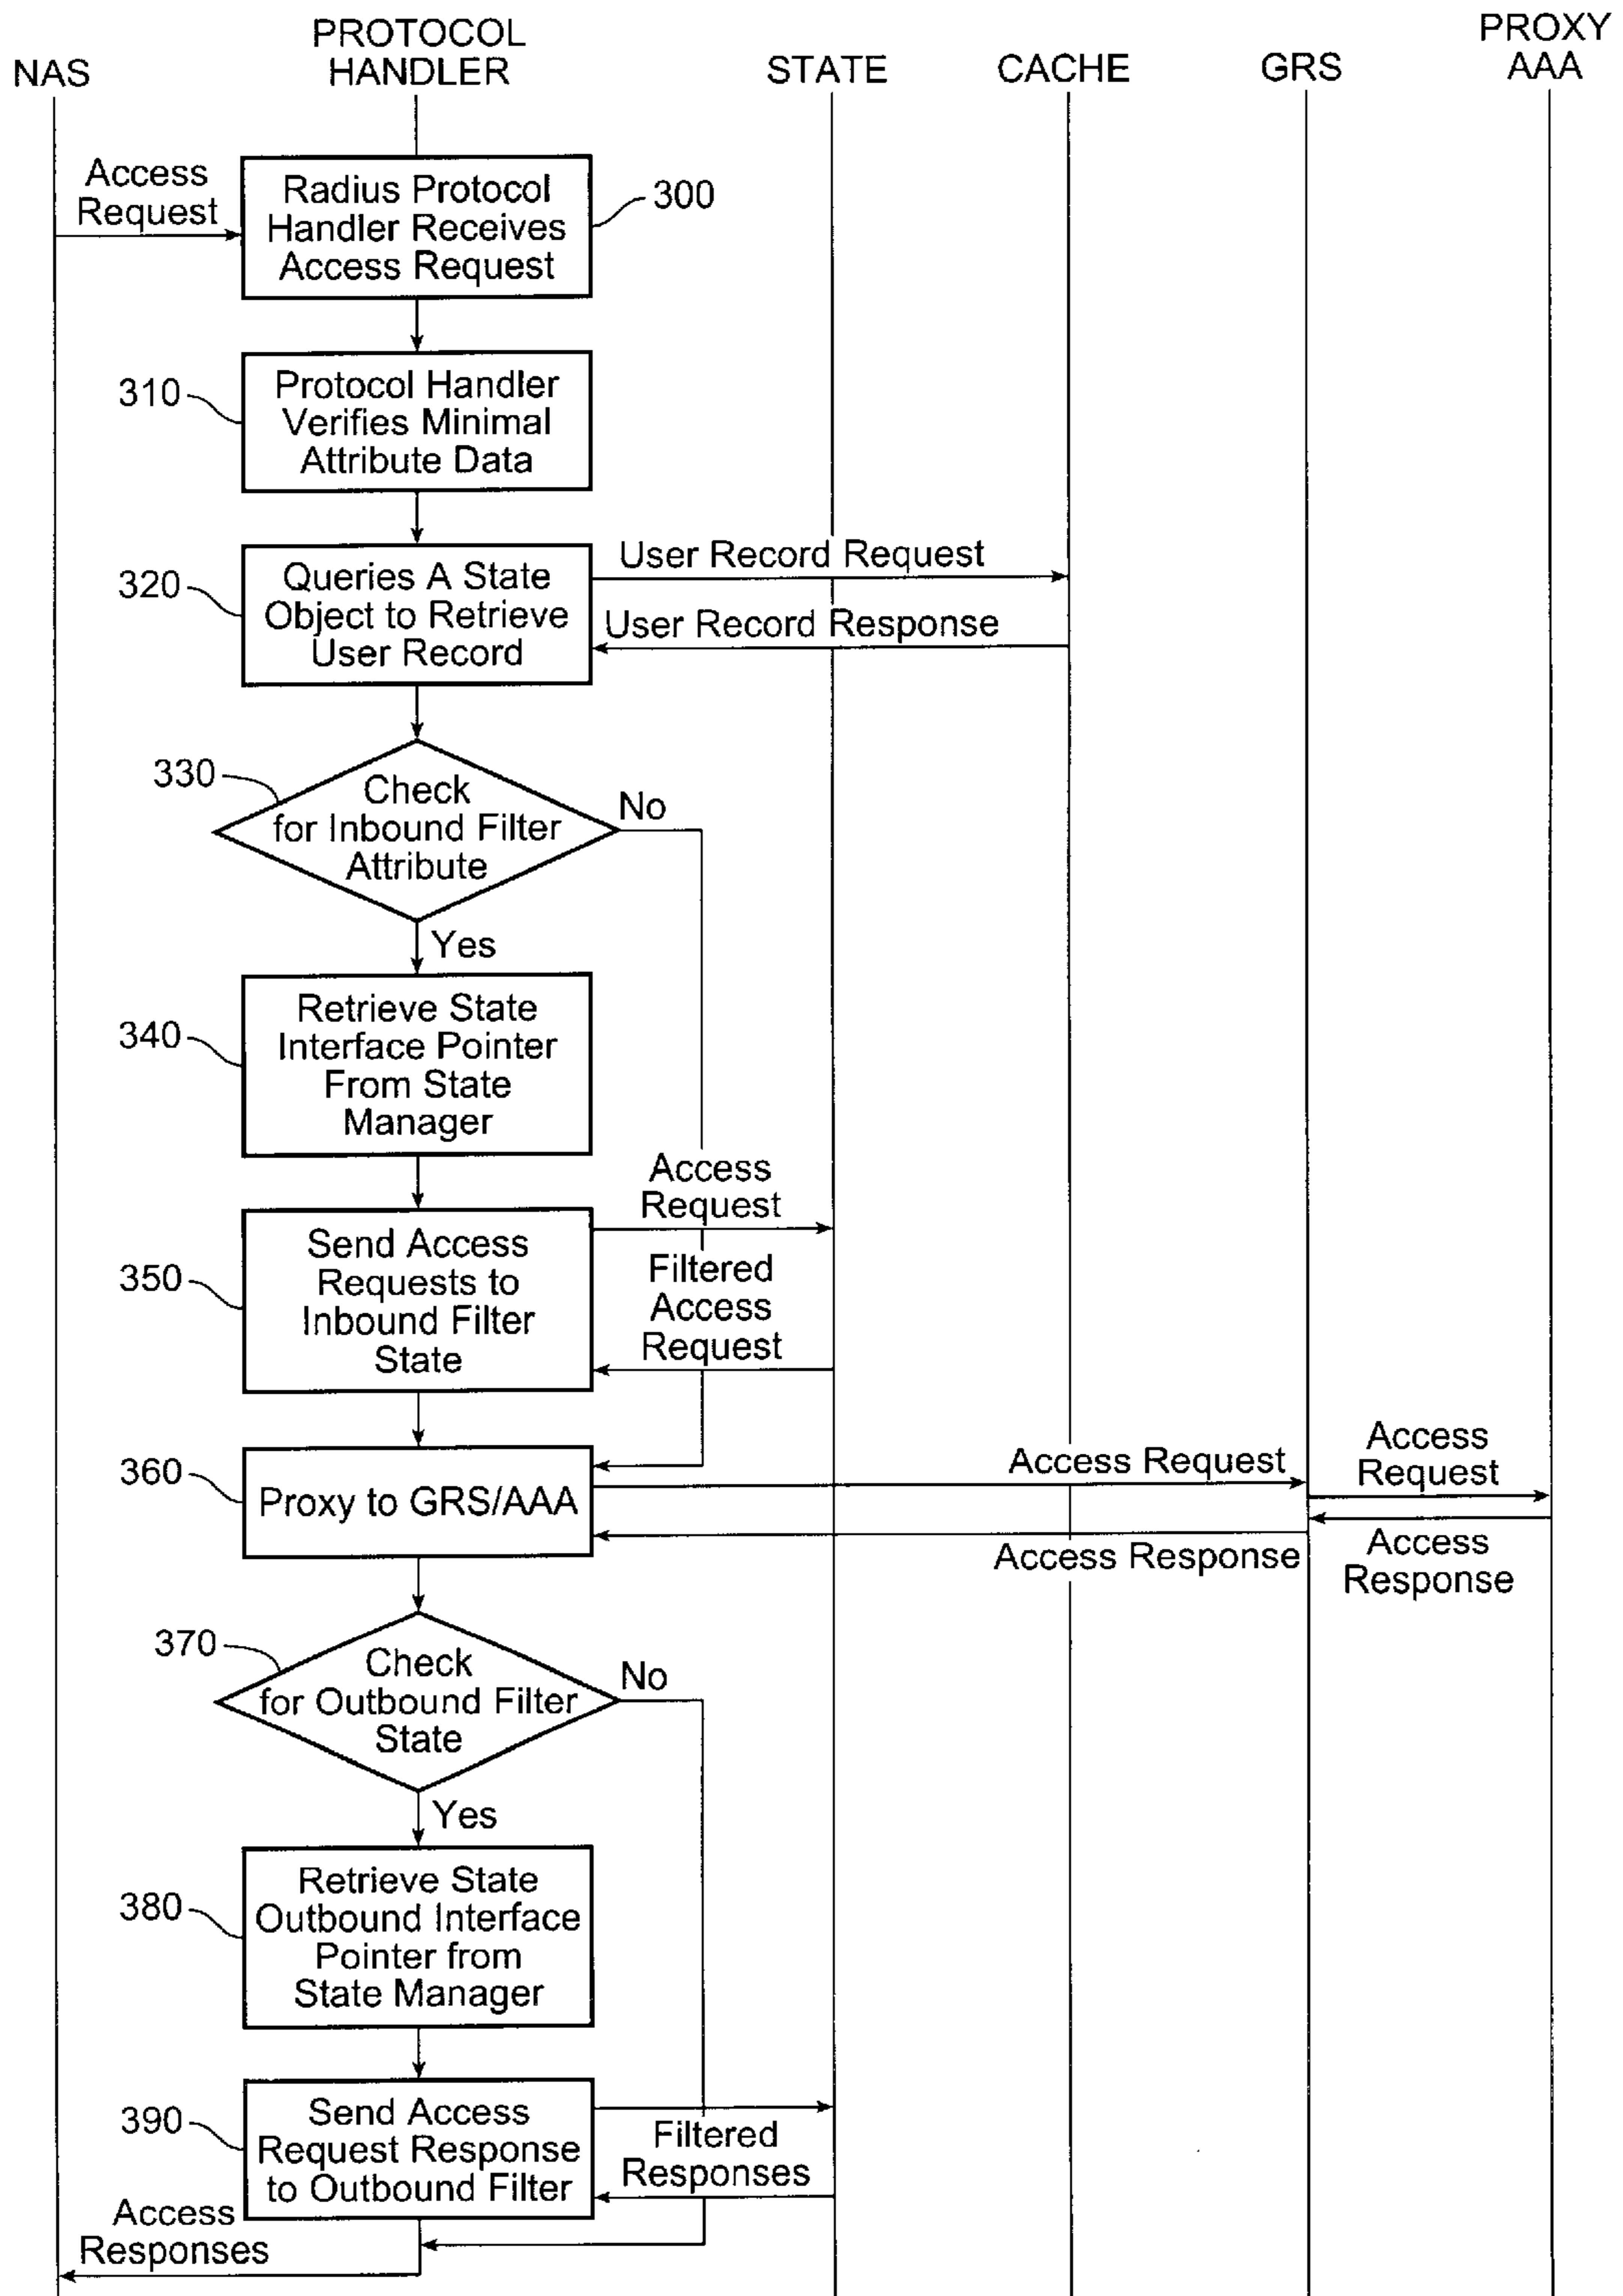 NAS
PROTOCOL
HANDLER
STATE
CACHE
GRS
PROXY
AAA
Access
Request
Radius Protocol
Handler Receives
Access Request
300
310
Protocol Handler
Verifies Minimal
Attribute Data
320
Queries A State
Object to Retrieve
User Record
User Record Request
User Record Response
330
Check
for Inbound Filter
Attribute
No
Yes
340
Retrieve State
Interface Pointer
From State
Manager
350
Send Access
Requests to
Inbound Filter
State
Access
Request
Filtered
Access
Request
360
Proxy to GRS/AAA
Access Request
Access
Request
Access Response
Access
Response
370
Check
for Outbound Filter
State
No
Yes
380
Retrieve State
Outbound Interface
Pointer from
State Manager
390
Send Access
Request Response
to Outbound Filter
Filtered
Responses
Access
Responses